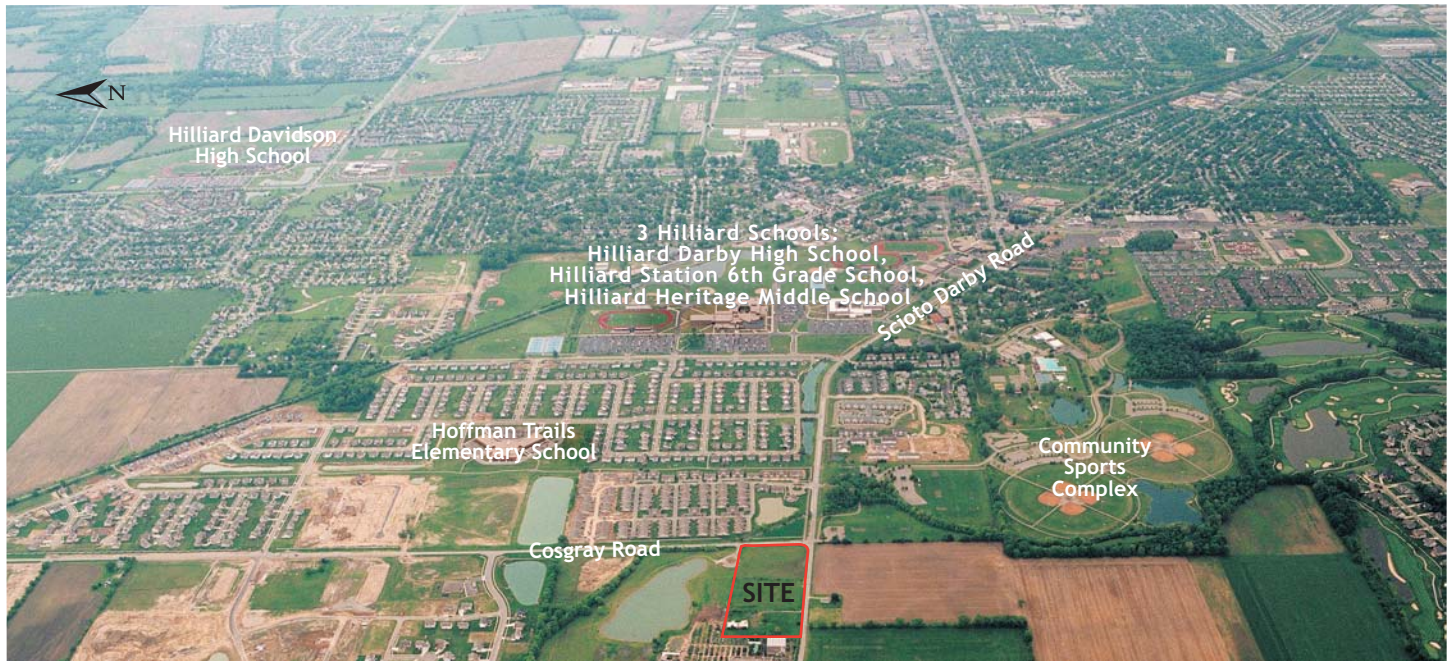 N
Hilliard Davidson
High School
3 Hilliard Schools:
Hilliard Darby High School,
Hilliard Station 6th Grade School,
Hilliard Heritage Middle School
Scioto Darby Road
Hoffman Trails
Elementary School
Community
Sports
Complex
Cosgray Road
SITE